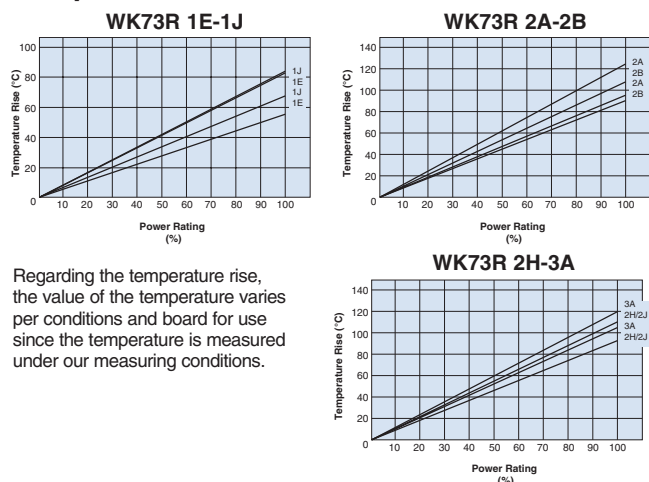 WK73R 1E-1J
Temperature Rise (°C)
100
80
60
40
20
0
1J
1E
1J
1E
10 20 30 40 50 60 70 80 90 100
Power Rating
(%)
WK73R 2A-2B
Temperature Rise (°C)
140
120
100
80
60
40
20
0
2A
2B
2A
2B
10 20 30 40 50 60 70 80 90 100
Power Rating
(%)
Regarding the temperature rise,
the value of the temperature varies
per conditions and board for use
since the temperature is measured
under our measuring conditions.
WK73R 2H-3A
Temperature Rise (°C)
140
120
100
80
60
40
20
0
3A
2H/2J
3A
2H/2J
10 20 30 40 50 60 70 80 90 100
Power Rating
(%)